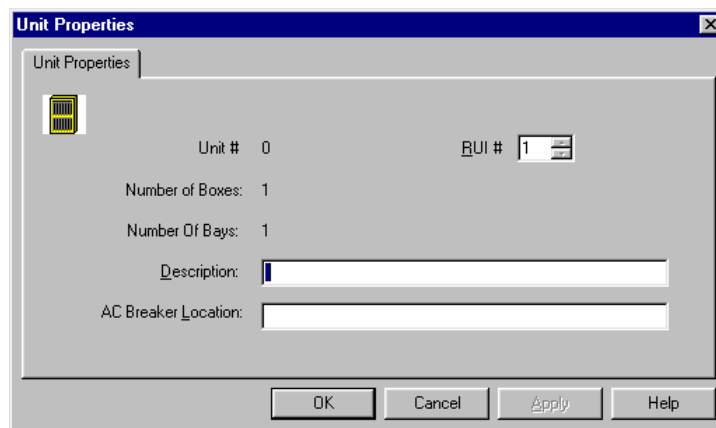 Unit Properties
Unit Properties
Unit # 0 RUI # 1
Number of Boxes: 1
Number Of Bays: 1
Description:
AC Breaker Location:
OK Cancel Apply Help